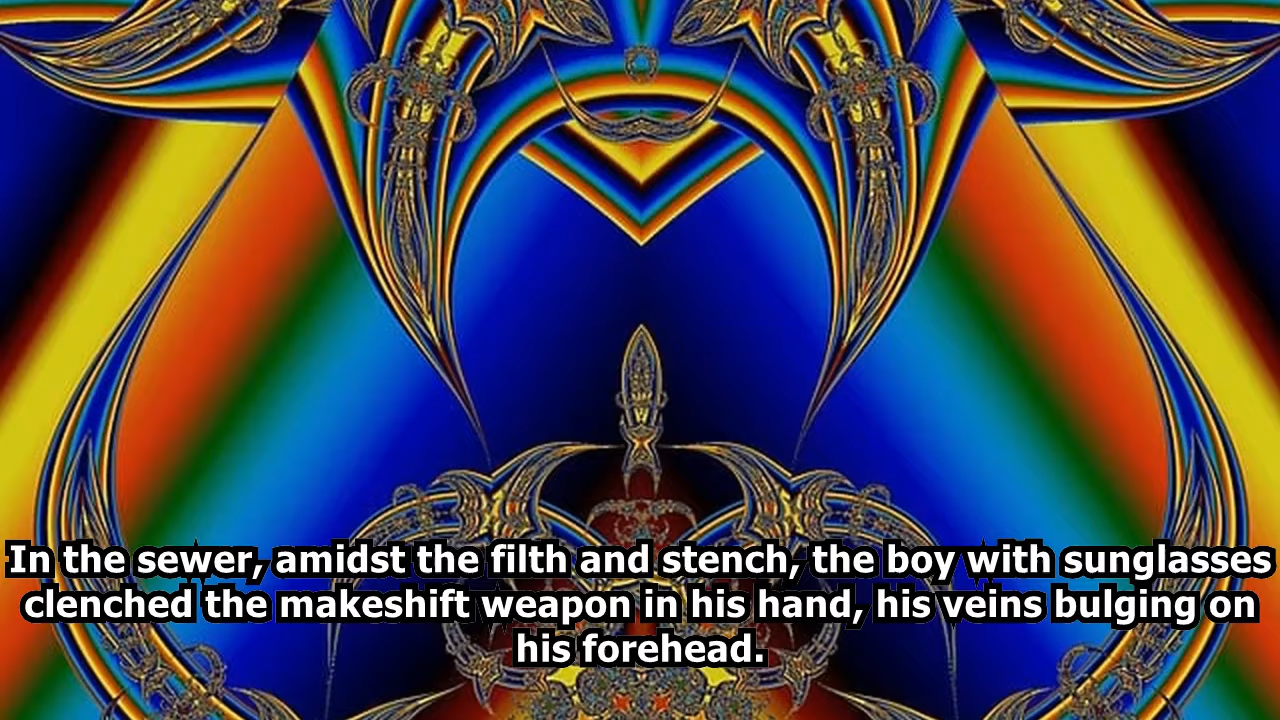 In the sewer, amidst the filth and stench, the boy with sunglasses
clenched the makeshift weapon in his hand, his veins bulging on
his forehead.